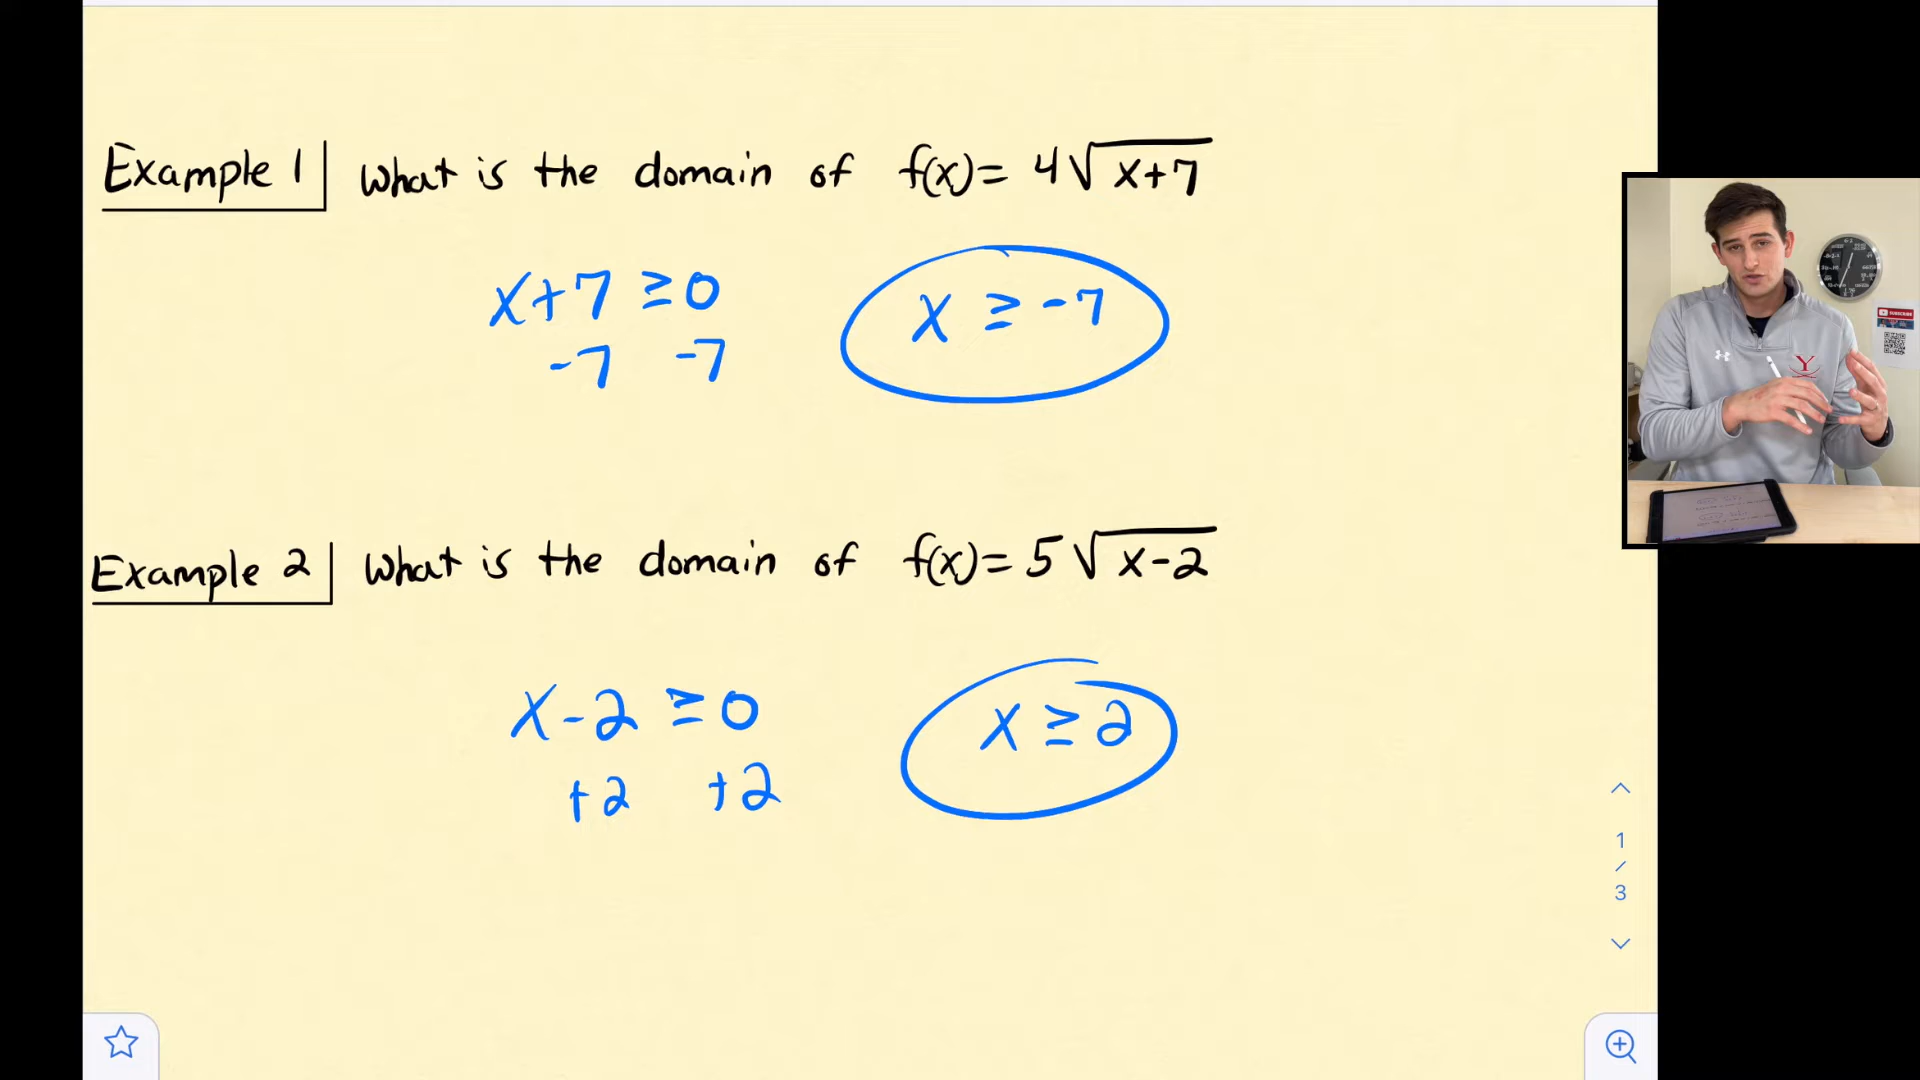 Example 1 What is the domain of f(x)= 4√x+7
x+7 ≥0
-7 -7
x ≥ -7
Example 2 What is the domain of f(x)= 5√x-2
x-2 ≥0
+2 +2
x ≥ 2
1
/
3
Y
SUBSCRIBE